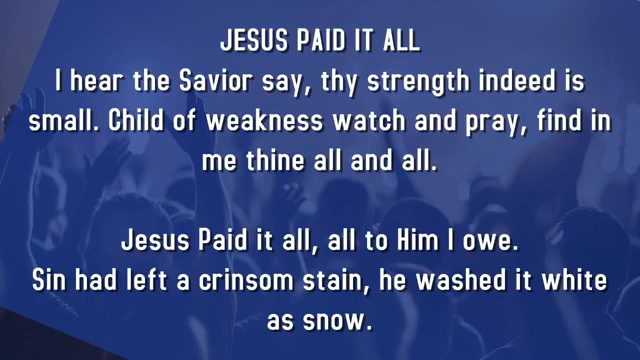 JESUS PAID IT ALL
I hear the Savior say, thy strength indeed is
small. Child of weakness watch and pray, find in
me thine all and all.
Jesus Paid it all, all to Him I owe.
Sin had left a crinsom stain, he washed it white
as snow.